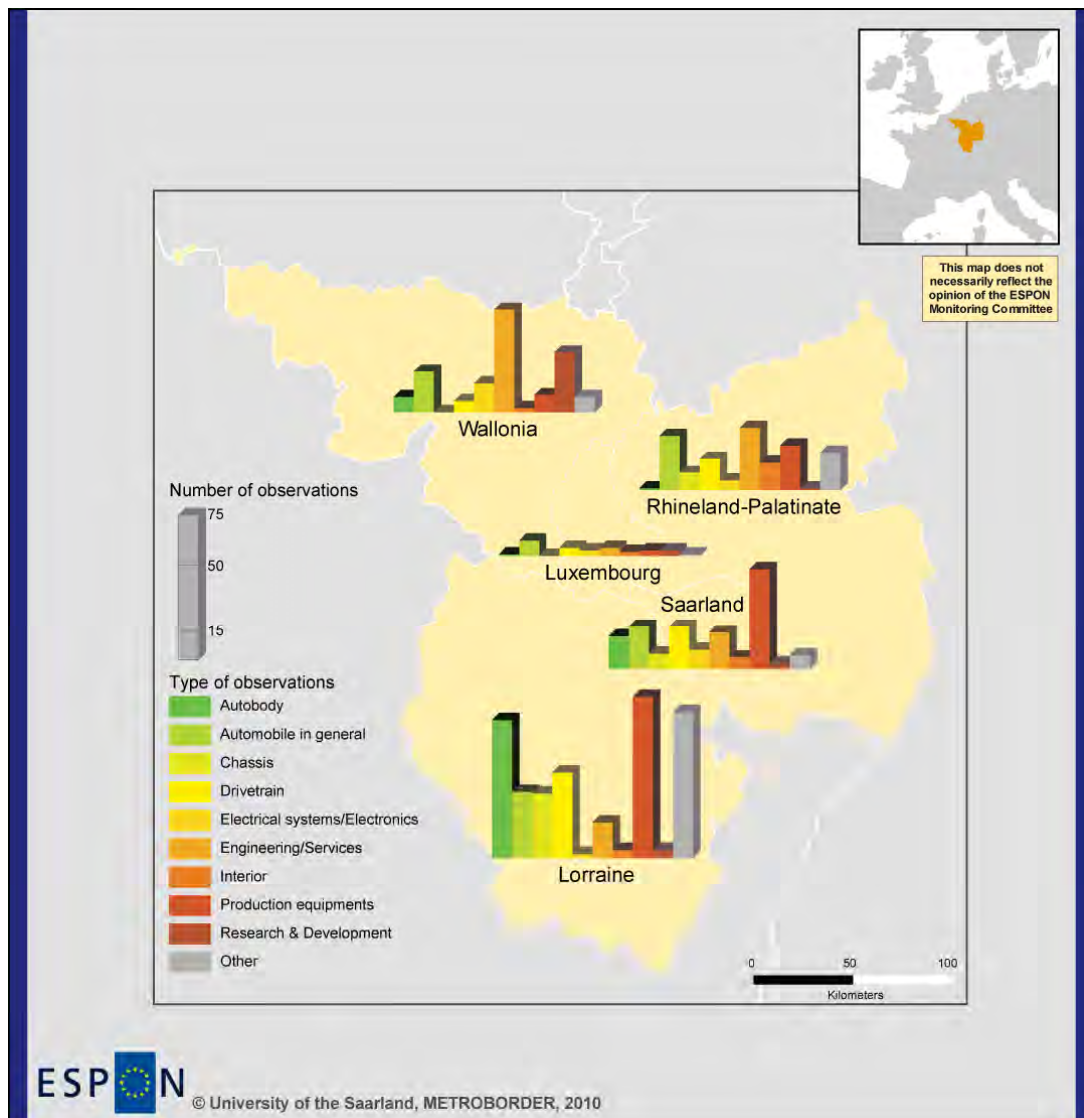 This map does not
necessarily reflect the
opinion of the ESPON
Monitoring Committee
Wallonia
Rhineland-Palatinate
Luxembourg
Saarland
Lorraine
Number of observations
75
50
15
Type of observations
Autobody
Automobile in general
Chassis
Drivetrain
Electrical systems/Electronics
Engineering/Services
Interior
Production equipments
Research & Development
Other
0 50 100
Kilometers
ESPON
© University of the Saarland, METROBORDER, 2010